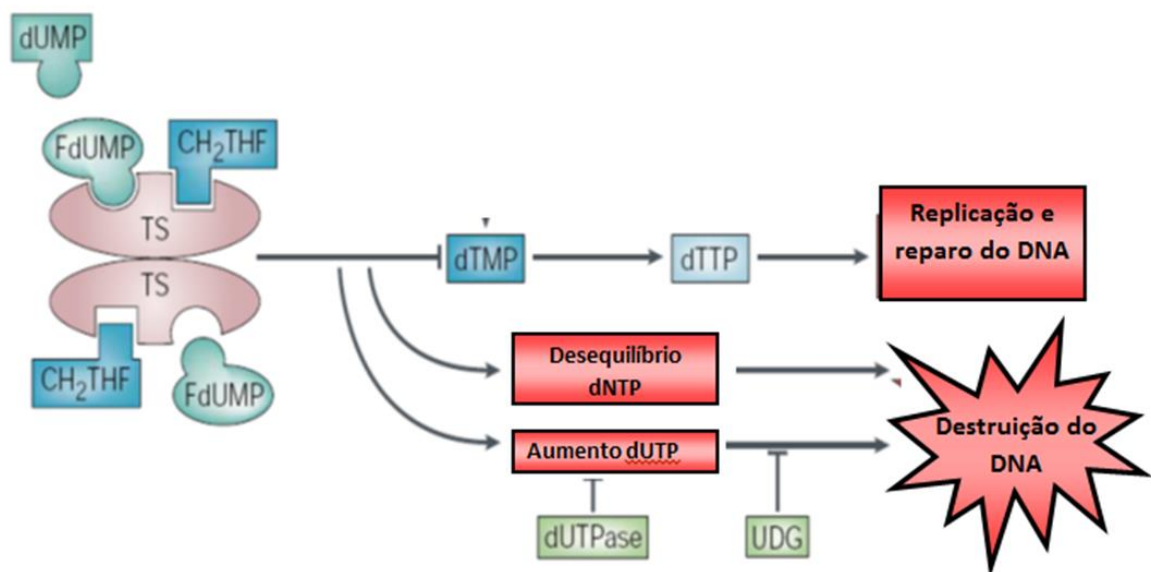 dUMP
FdUMP
CH2THF
TS
TS
CH2THF
FdUMP
dTMP
dTTP
Replicação e
reparo do DNA
Desequilíbrio
dNTP
Aumento dUTP
Destruição do
DNA
dUTPase
UDG